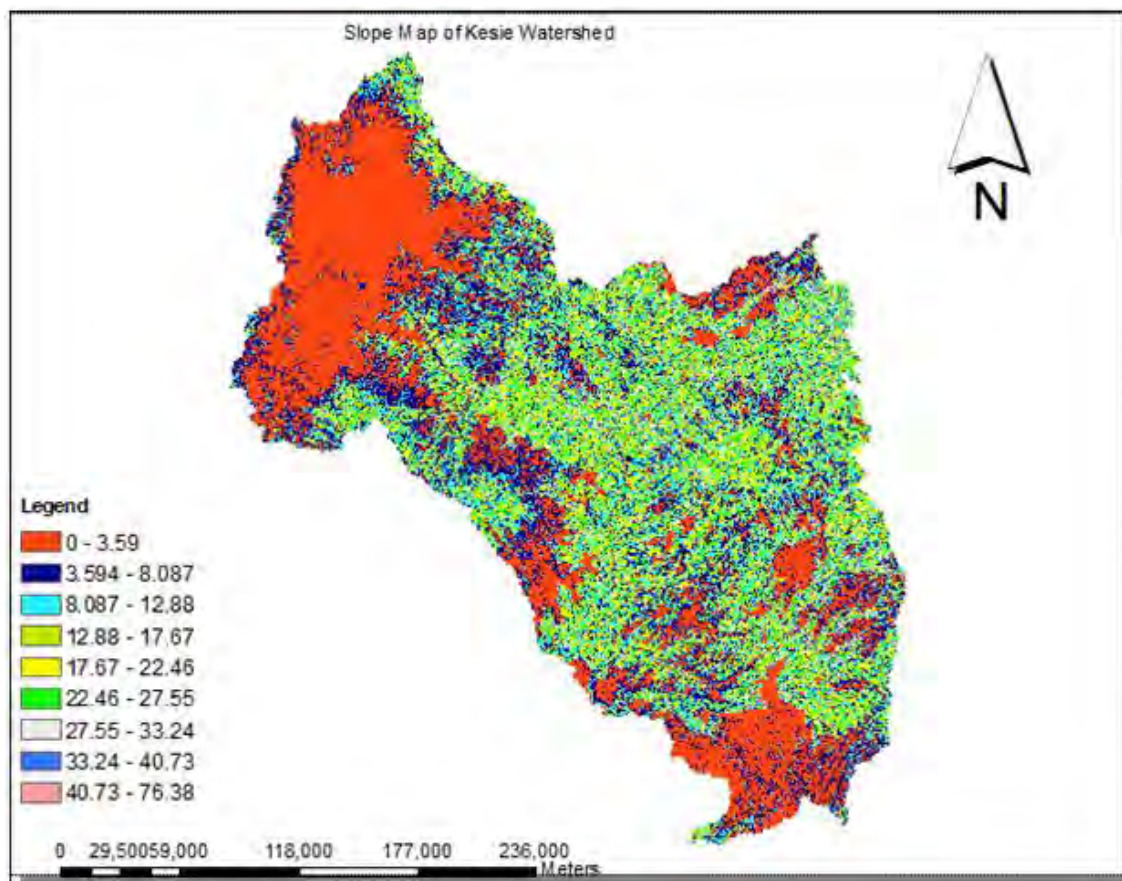 Slope Map of Kesie Watershed
N
Legend
0 - 3.59
3.594 - 8.087
8.087 - 12.88
12.88 - 17.67
17.67 - 22.46
22.46 - 27.55
27.55 - 33.24
33.24 - 40.73
40.73 - 76.38
0 29,50059,000 118,000 177,000 236,000
Meters